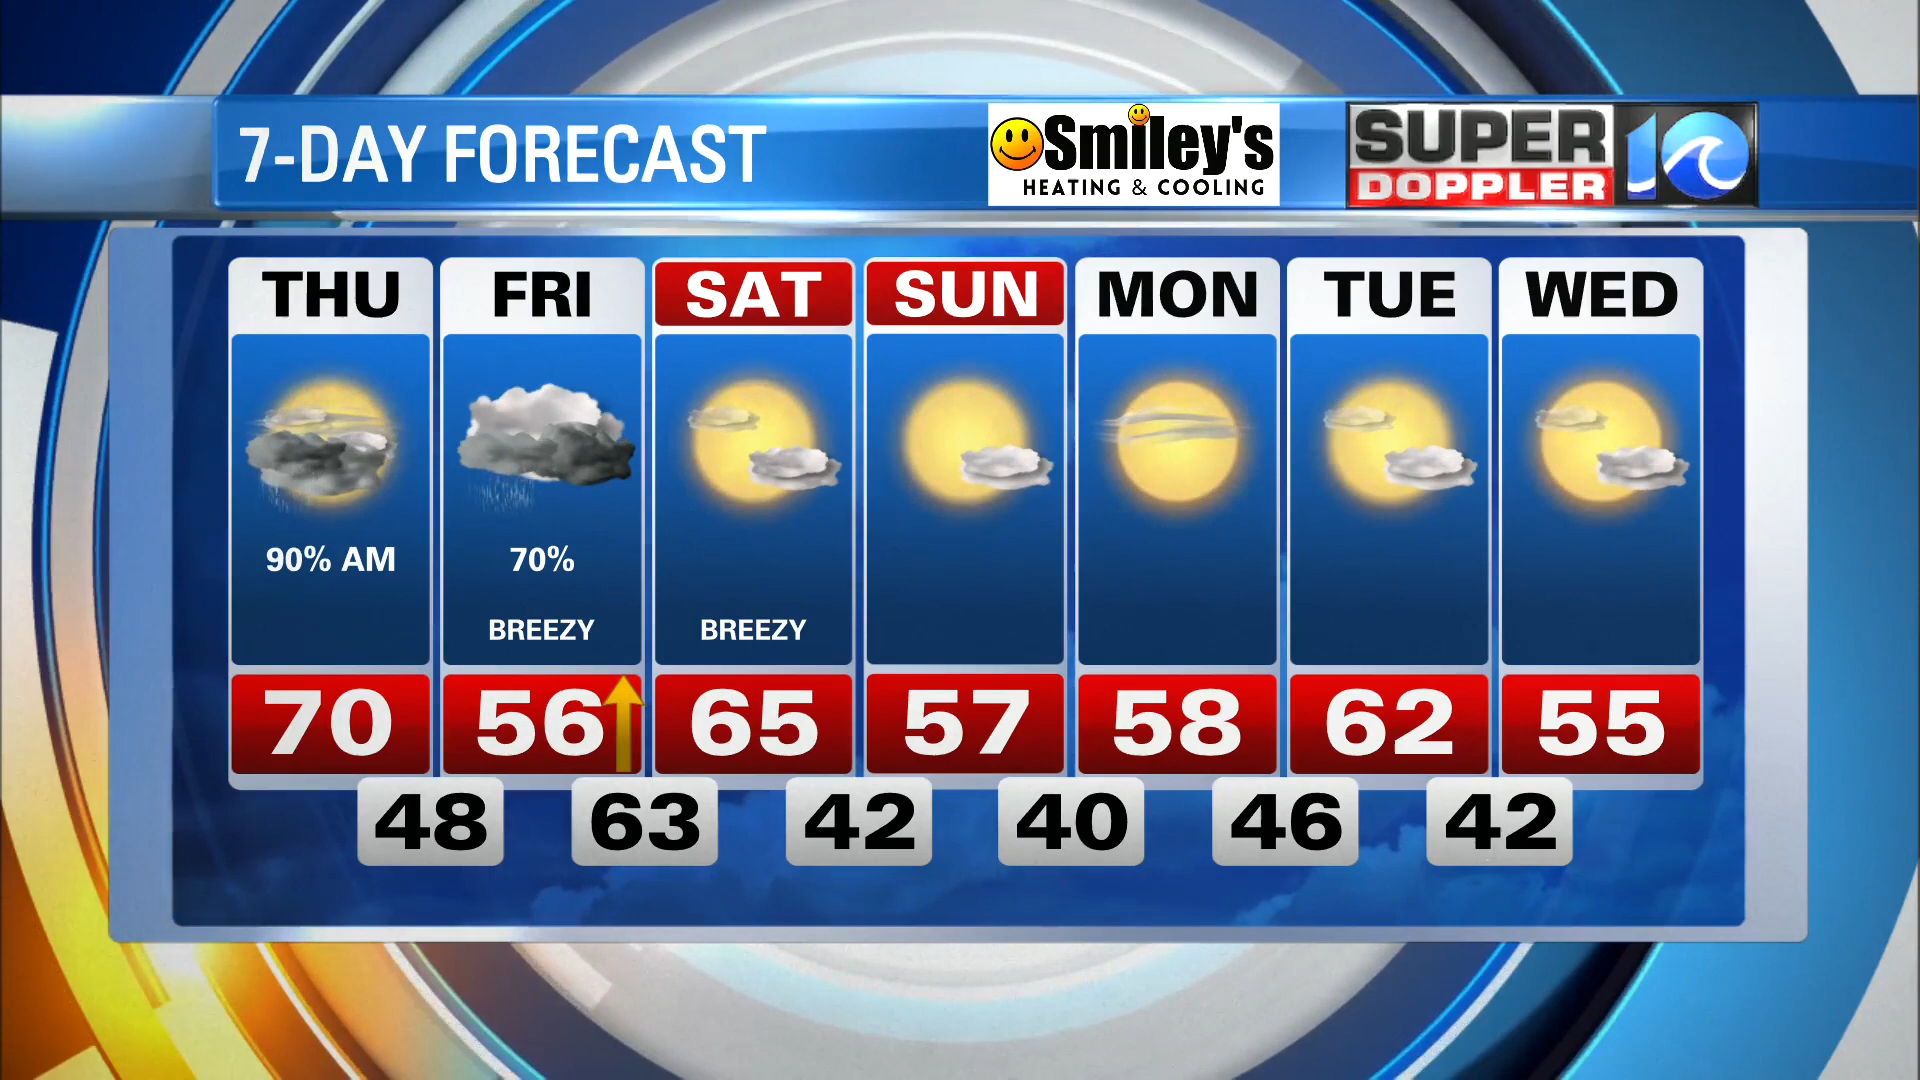 7-DAY FORECAST
Smiley's
HEATING & COOLING
SUPER
DOPPLER
10
THU FRI SAT SUN MON TUE WED
90% AM 70%
BREEZY BREEZY
70 56 65 57 58 62 55
48 63 42 40 46 42